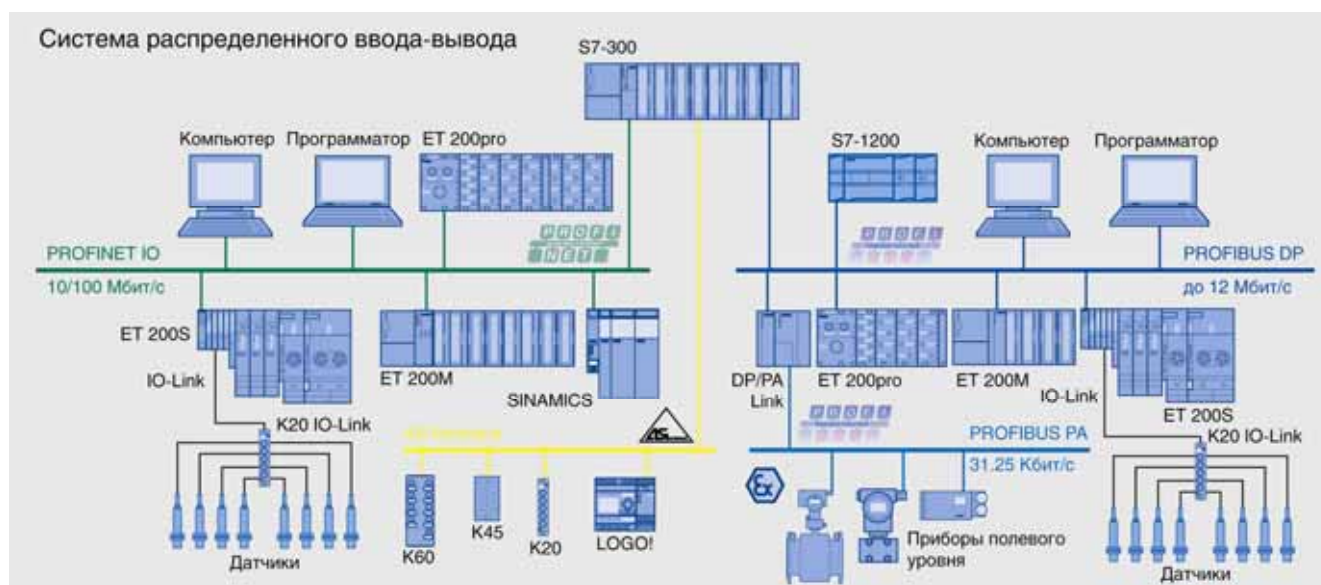 Система распределенного ввода-вывода
S7-300
Компьютер
Программатор
ET 200pro
S7-1200
Компьютер
Программатор
PROFI
NET
PROFINET IO
10/100 Мбит/с
PROFIBUS DP
до 12 Мбит/с
ET 200S
IO-Link
ET 200M
SINAMICS
DP/PA
Link
ET 200pro
ET 200M
IO-Link
ET 200S
K20 IO-Link
K20 IO-Link
PROFIBUS PA
31.25 Кбит/с
Ex
K60
K45
K20
LOGO!
Приборы полевого
уровня
Датчики
Датчики